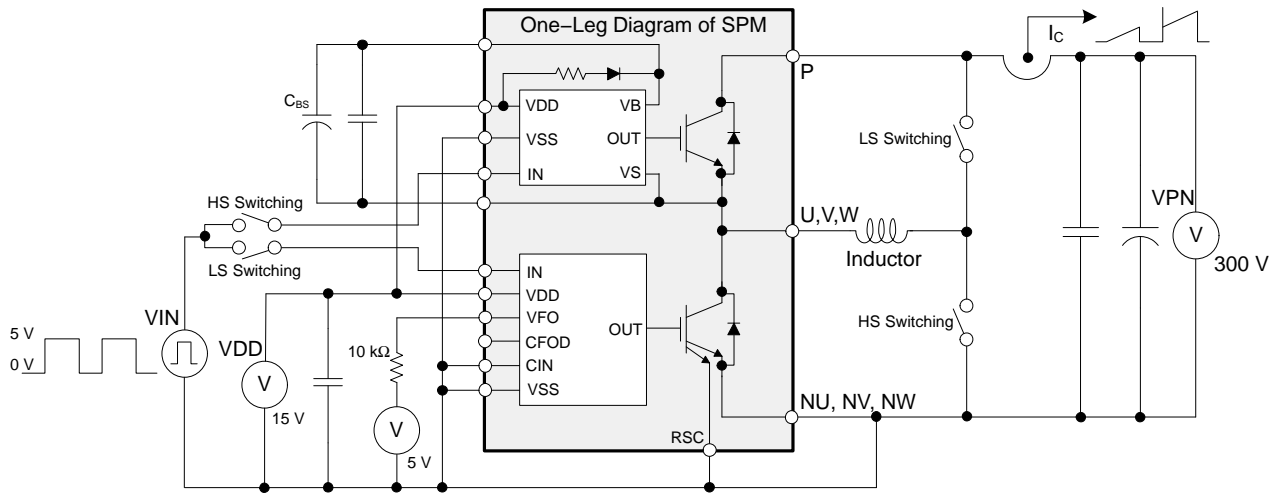 One−Leg Diagram of SPM
I_C
P
C_BS
VDD
VB
LS Switching
VSS
OUT
IN
VS
HS Switching
VPN
U,V,W
V
Inductor
300 V
LS Switching
IN
VDD
VIN
VFO
OUT
HS Switching
5 V
VDD
10 kΩ
CFOD
0 V
CIN
V
VSS
15 V
NU, NV, NW
V
RSC
5 V